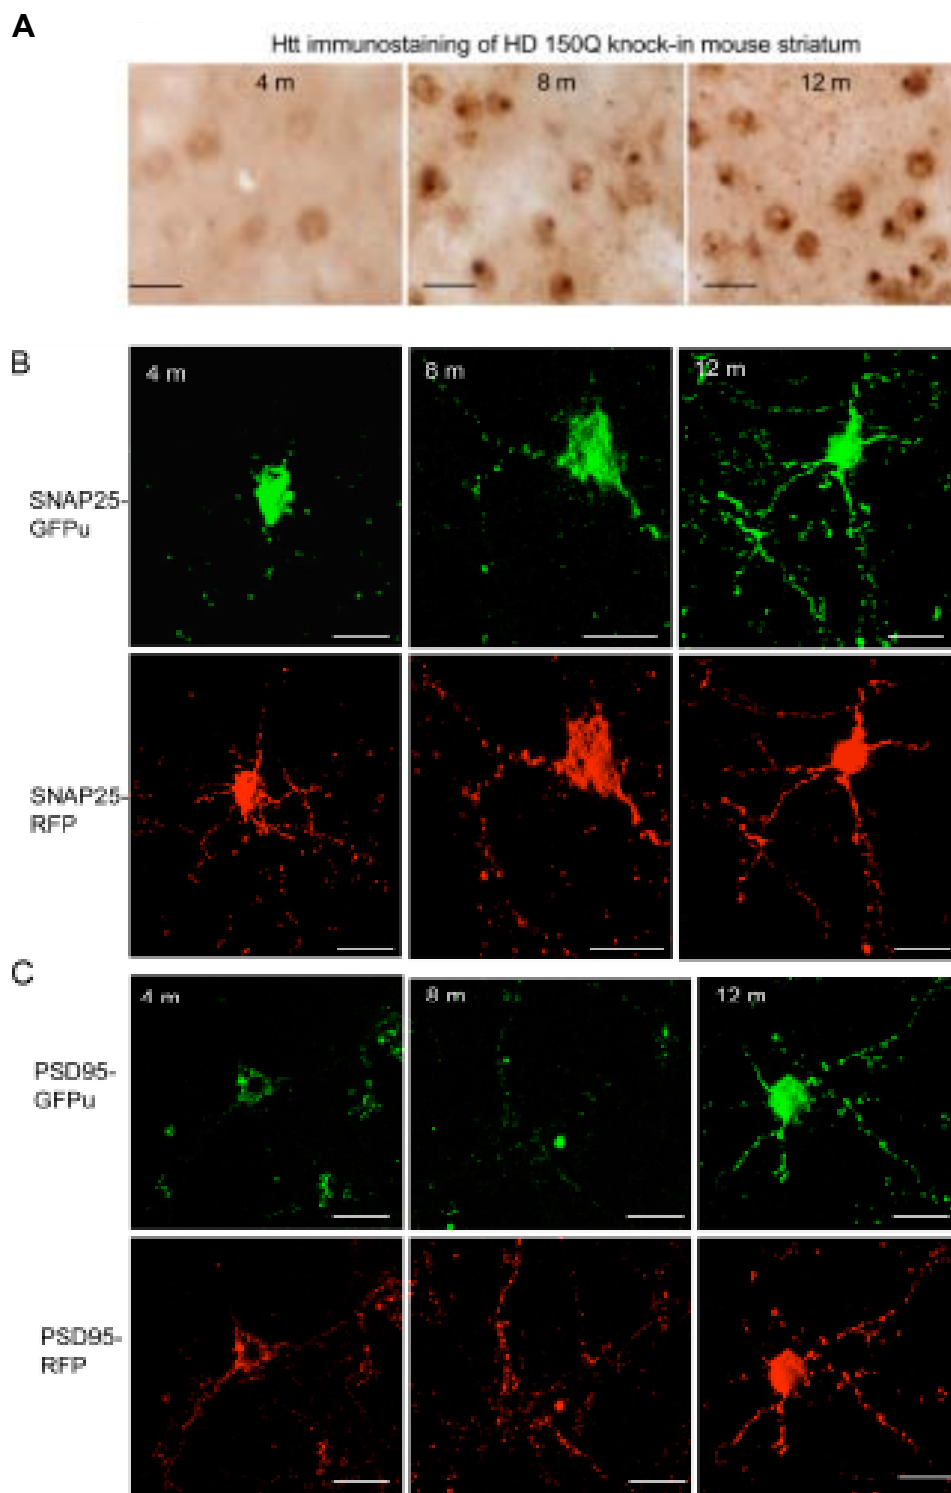 A
Htt immunostaining of HD 150Q knock-in mouse striatum
4 m
8 m
12 m
B
4 m
8 m
12 m
SNAP25-
GFPu
SNAP25-
RFP
C
4 m
8 m
12 m
PSD95-
GFPu
PSD95-
RFP